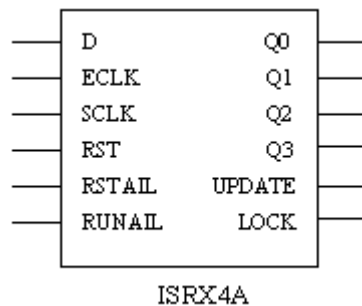 D Q0
ECLK Q1
SCLK Q2
RST Q3
RSTAIL UPDATE
RUNAIL LOCK
ISRX4A